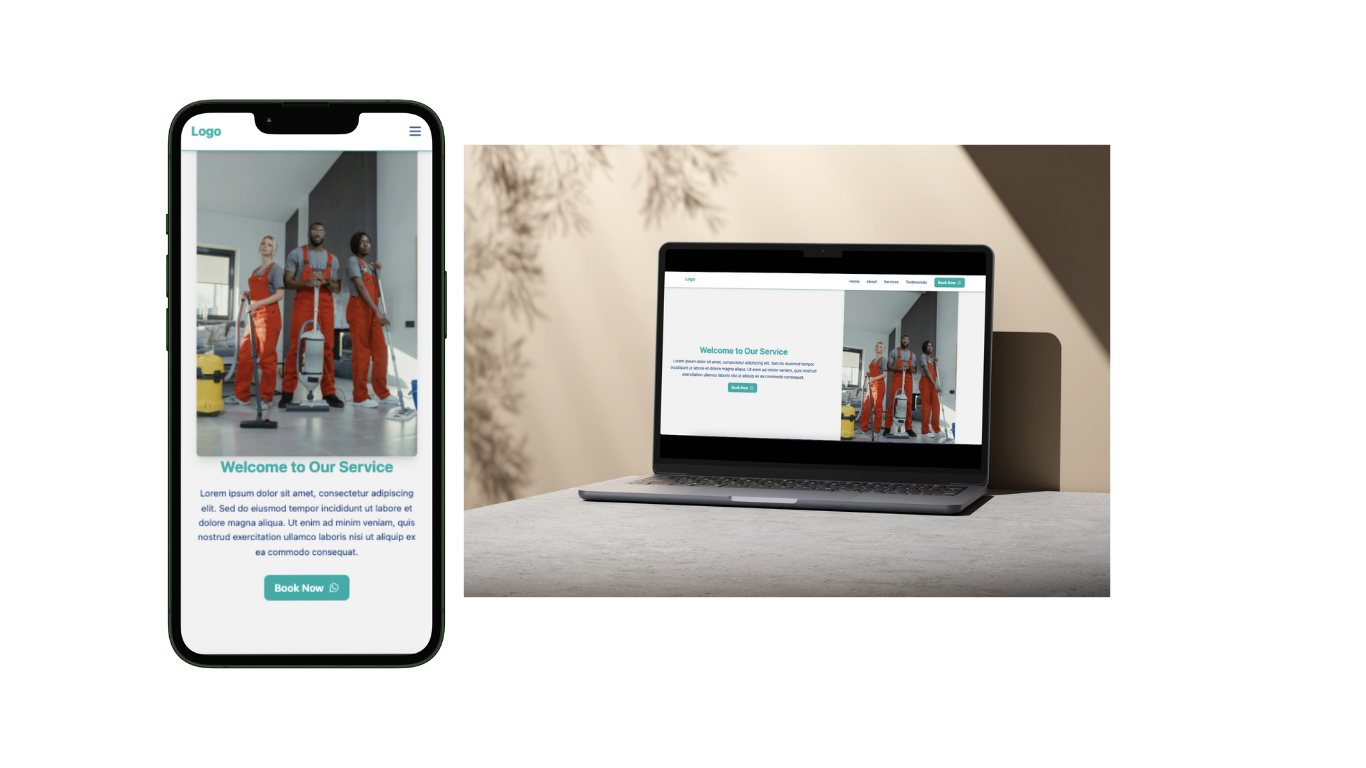 Logo
Welcome to Our Service
Lorem ipsum dolor sit amet, consectetur adipiscing
elit. Sed do eiusmod tempor incididunt ut labore et
dolore magna aliqua. Ut enim ad minim veniam, quis
nostrud exercitation ullamco laboris nisi ut aliquip ex
ea commodo consequat.
Book Now
Logo Home About Services Testimonials Book Now
Welcome to Our Service
Lorem ipsum dolor sit amet, consectetur adipiscing elit. Sed do eiusmod tempor
incididunt ut labore et dolore magna aliqua. Ut enim ad minim veniam, quis nostrud
exercitation ullamco laboris nisi ut aliquip ex ea commodo consequat.
Book Now